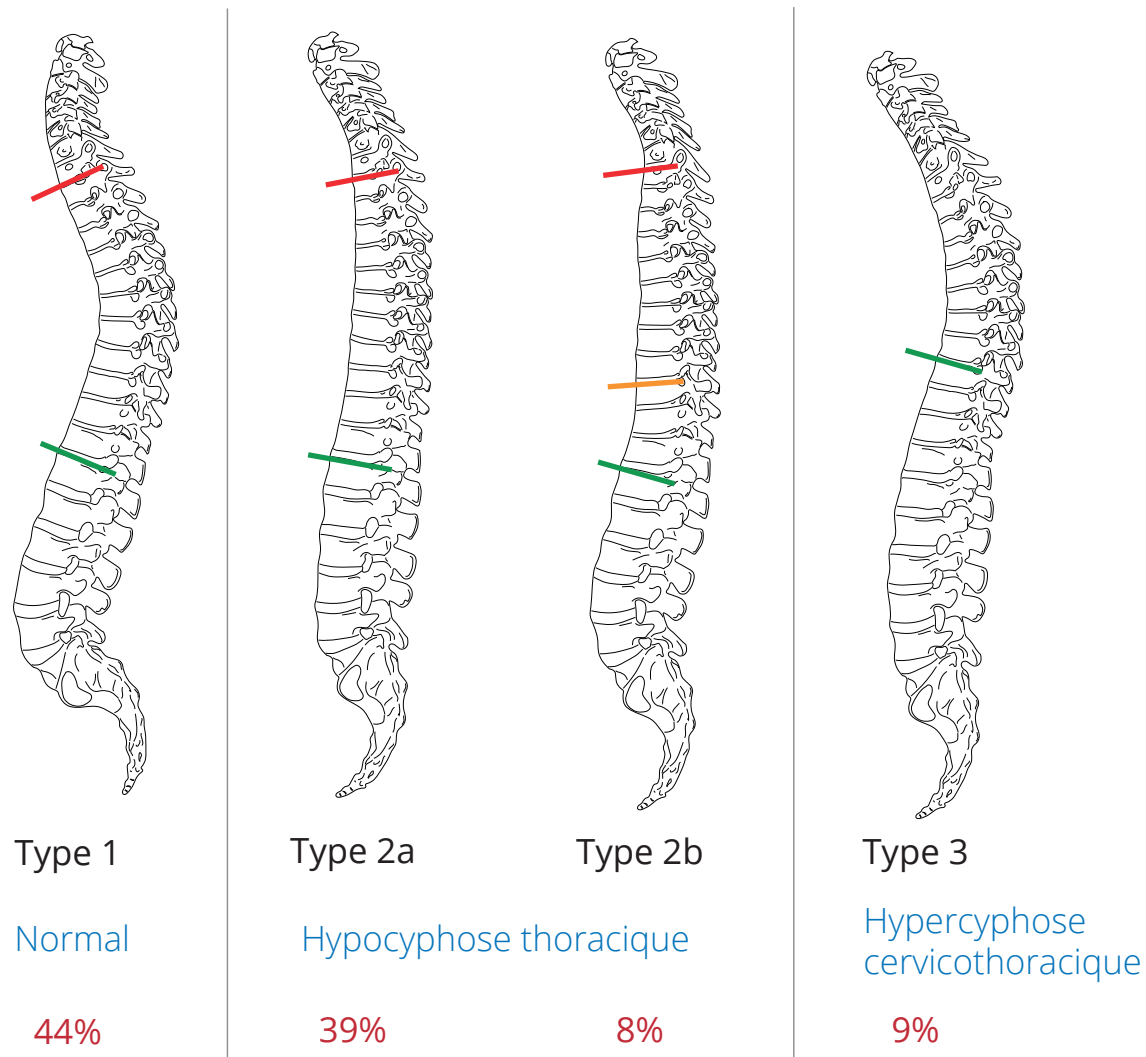 Type 1
Type 2a
Type 2b
Type 3
Normal
Hypocyphose thoracique
Hypercyphose
cervicothoracique
44%
39%
8%
9%